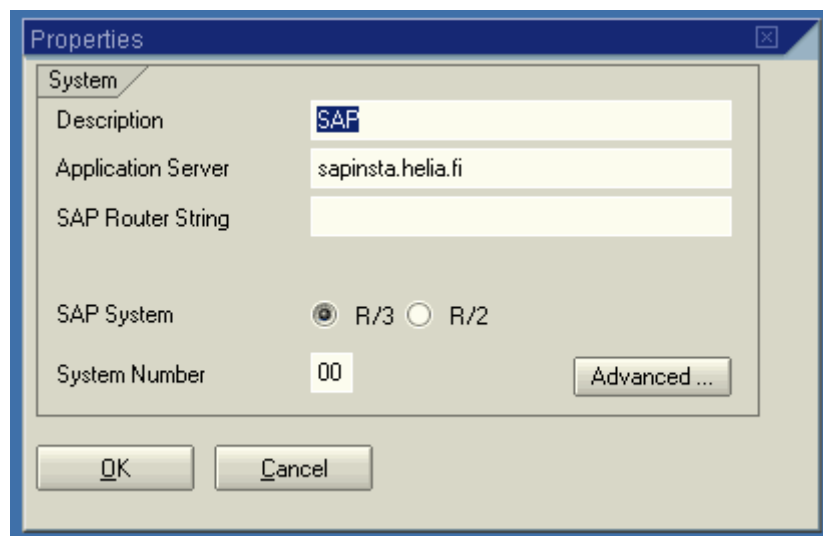 Properties
System
Description SAP
Application Server sapinsta.helia.fi
SAP Router String
SAP System R/3 R/2
System Number 00 Advanced ...
OK Cancel